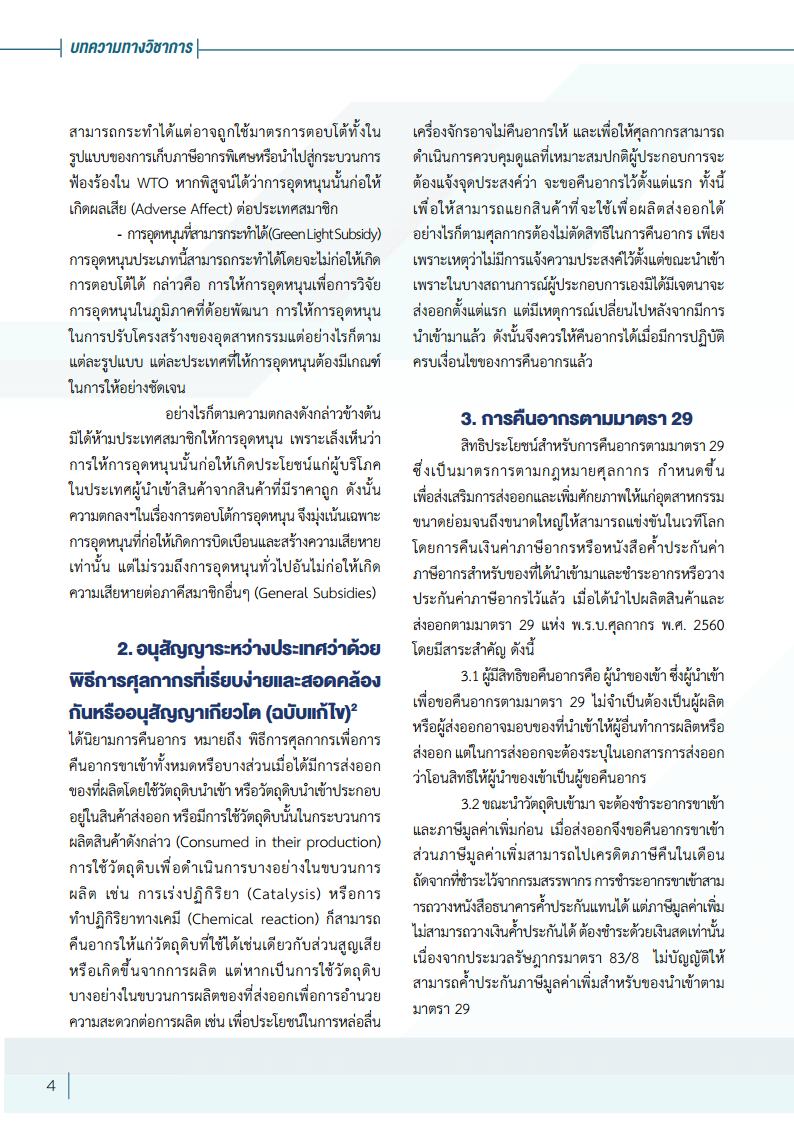 บทความทางวิชาการ
สามารถกระทำได้แต่อาจถูกใช้มาตรการตอบโต้ทั้งใน
รูปแบบของการเก็บภาษีอากรพิเศษหรือนำไปสู่กระบวนการ
ฟ้องร้องใน WTO หากพิสูจน์ได้ว่าการอุดหนุนนั้นก่อให้
เกิดผลเสีย (Adverse Affect) ต่อประเทศสมาชิก
- การอุดหนุนที่สามารถกระทำได้(Green Light Subsidy)
การอุดหนุนประเภทนี้สามารถกระทำได้โดยจะไม่ก่อให้เกิด
การตอบโต้ได้ กล่าวคือ การให้การอุดหนุนเพื่อการวิจัย
การอุดหนุนในภูมิภาคที่ด้อยพัฒนา การให้การอุดหนุน
ในการปรับโครงสร้างของอุตสาหกรรมแต่อย่างไรก็ตาม
แต่ละรูปแบบ แต่ละประเทศที่ให้การอุดหนุนต้องมีเกณฑ์
ในการให้อย่างชัดเจน
อย่างไรก็ตามความตกลงดังกล่าวข้างต้น
มิได้ห้ามประเทศสมาชิกให้การอุดหนุน เพราะเล็งเห็นว่า
การให้การอุดหนุนนั้นก่อให้เกิดประโยชน์แก่ผู้บริโภค
ในประเทศผู้นำเข้าสินค้าจากสินค้าที่มีราคาถูก ดังนั้น
ความตกลงฯในเรื่องการตอบโต้การอุดหนุน จึงมุ่งเน้นเฉพาะ
การอุดหนุนที่ก่อให้เกิดการบิดเบือนและสร้างความเสียหาย
เท่านั้น แต่ไม่รวมถึงการอุดหนุนทั่วไปอันไม่ก่อให้เกิด
ความเสียหายต่อภาคีสมาชิกอื่นๆ (General Subsidies)
2. อนุสัญญาระหว่างประเทศว่าด้วย
พิธีการศุลกากรที่เรียบง่ายและสอดคล้อง
กันหรืออนุสัญญาเกียวโต (ฉบับแก้ไข)²
ได้นิยามการคืนอากร หมายถึง พิธีการศุลกากรเพื่อการ
คืนอากรขาเข้าทั้งหมดหรือบางส่วนเมื่อได้มีการส่งออก
ของที่ผลิตโดยใช้วัตถุดิบนำเข้า หรือวัตถุดิบนำเข้าประกอบ
อยู่ในสินค้าส่งออก หรือมีการใช้วัตถุดิบนั้นในกระบวนการ
ผลิตสินค้าดังกล่าว (Consumed in their production)
การใช้วัตถุดิบเพื่อดำเนินการบางอย่างในขบวนการ
ผลิต เช่น การเร่งปฏิกิริยา (Catalysis) หรือการ
ทำปฏิกิริยาทางเคมี (Chemical reaction) ก็สามารถ
คืนอากรให้แก่วัตถุดิบที่ใช้ได้เช่นเดียวกับส่วนสูญเสีย
หรือเกิดขึ้นจากการผลิต แต่หากเป็นการใช้วัตถุดิบ
บางอย่างในขบวนการผลิตของที่ส่งออกเพื่อการอำนวย
ความสะดวกต่อการผลิต เช่น เพื่อประโยชน์ในการหล่อลื่น
เครื่องจักรอาจไม่คืนอากรให้ และเพื่อให้ศุลกากรสามารถ
ดำเนินการควบคุมดูแลที่เหมาะสมปกติผู้ประกอบการจะ
ต้องแจ้งจุดประสงค์ว่า จะขอคืนอากรไว้ตั้งแต่แรก ทั้งนี้
เพื่อให้สามารถแยกสินค้าที่จะใช้เพื่อผลิตส่งออกได้
อย่างไรก็ตามศุลกากรต้องไม่ตัดสิทธิในการคืนอากร เพียง
เพราะเหตุว่าไม่มีการแจ้งความประสงค์ไว้ตั้งแต่ขณะนำเข้า
เพราะในบางสถานการณ์ผู้ประกอบการเองมิได้มีเจตนาจะ
ส่งออกตั้งแต่แรก แต่มีเหตุการณ์เปลี่ยนไปหลังจากมีการ
นำเข้ามาแล้ว ดังนั้นจึงควรให้คืนอากรได้เมื่อมีการปฏิบัติ
ครบเงื่อนไขของการคืนอากรแล้ว
3. การคืนอากรตามมาตรา 29
สิทธิประโยชน์สำหรับการคืนอากรตามมาตรา 29
ซึ่งเป็นมาตรการตามกฎหมายศุลกากร กำหนดขึ้น
เพื่อส่งเสริมการส่งออกและเพิ่มศักยภาพให้แก่อุตสาหกรรม
ขนาดย่อมจนถึงขนาดใหญ่ให้สามารถแข่งขันในเวทีโลก
โดยการคืนเงินค่าภาษีอากรหรือหนังสือค้ำประกันค่า
ภาษีอากรสำหรับของที่ได้นำเข้ามาและชำระอากรหรือวาง
ประกันค่าภาษีอากรไว้แล้ว เมื่อได้นำไปผลิตสินค้าและ
ส่งออกตามมาตรา 29 แห่ง พ.ร.บ.ศุลกากร พ.ศ. 2560
โดยมีสาระสำคัญ ดังนี้
3.1 ผู้มีสิทธิขอคืนอากรคือ ผู้นำของเข้า ซึ่งผู้นำเข้า
เพื่อขอคืนอากรตามมาตรา 29 ไม่จำเป็นต้องเป็นผู้ผลิต
หรือผู้ส่งออกอาจมอบของที่นำเข้าให้ผู้อื่นทำการผลิตหรือ
ส่งออก แต่ในการส่งออกจะต้องระบุในเอกสารการส่งออก
ว่าโอนสิทธิให้ผู้นำของเข้าเป็นผู้ขอคืนอากร
3.2 ขณะนำวัตถุดิบเข้ามา จะต้องชำระอากรขาเข้า
และภาษีมูลค่าเพิ่มก่อน เมื่อส่งออกจึงขอคืนอากรขาเข้า
ส่วนภาษีมูลค่าเพิ่มสามารถไปเครดิตภาษีคืนในเดือน
ถัดจากที่ชำระไว้จากกรมสรรพากร การชำระอากรขาเข้าสาม
ารถวางหนังสือธนาคารค้ำประกันแทนได้ แต่ภาษีมูลค่าเพิ่ม
ไม่สามารถวางเงินค้ำประกันได้ ต้องชำระด้วยเงินสดเท่านั้น
เนื่องจากประมวลรัษฎากรมาตรา 83/8 ไม่บัญญัติให้
สามารถค้ำประกันภาษีมูลค่าเพิ่มสำหรับของนำเข้าตาม
มาตรา 29
4